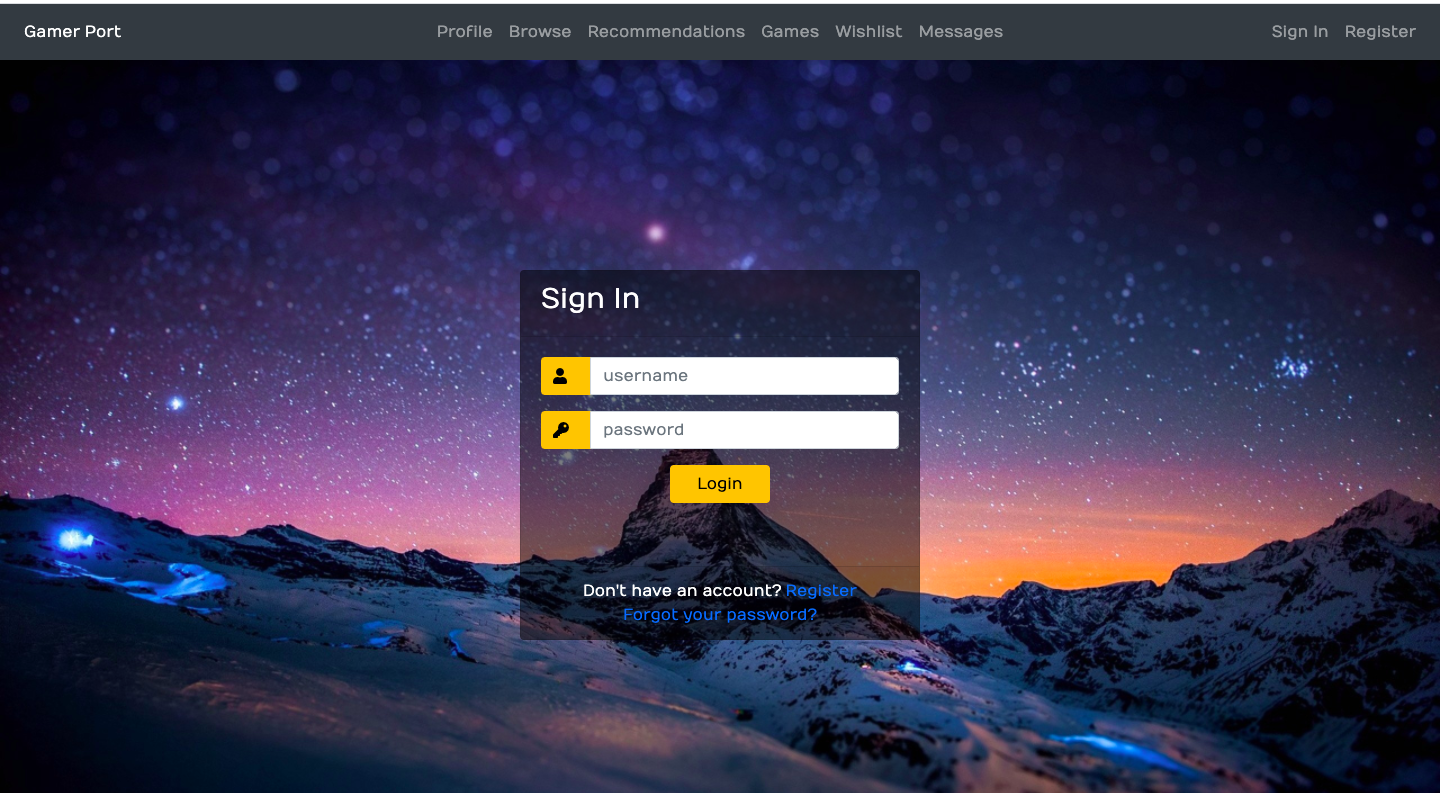 Gamer Port Profile Browse Recommendations Games Wishlist Messages Sign In Register
Sign In
username
password
Login
Don't have an account? Register
Forgot your password?